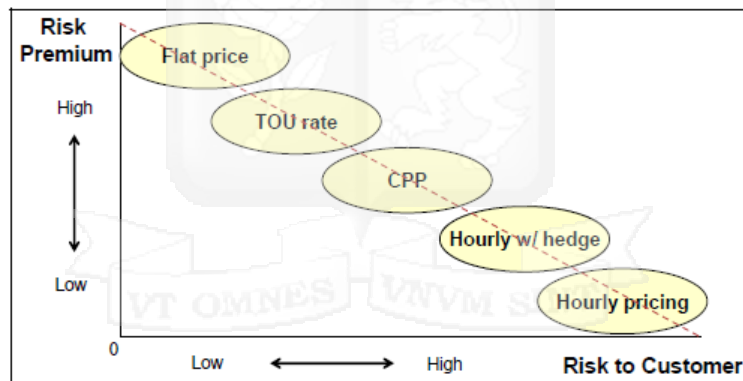 Risk
Premium
Flat price
High
TOU rate
CPP
Hourly w/ hedge
Low
Hourly pricing
VT OMNES VNVM SINT
0
Low
High
Risk to Customer